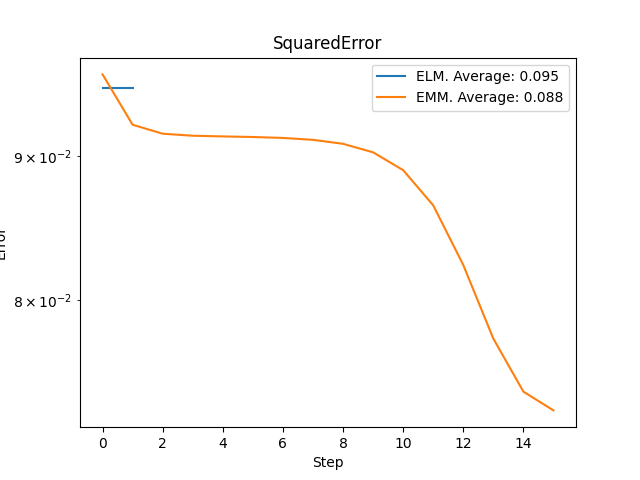 SquaredError
ELM. Average: 0.095
EMM. Average: 0.088
9 × 10⁻²
8 × 10⁻²
Error
0 2 4 6 8 10 12 14
Step